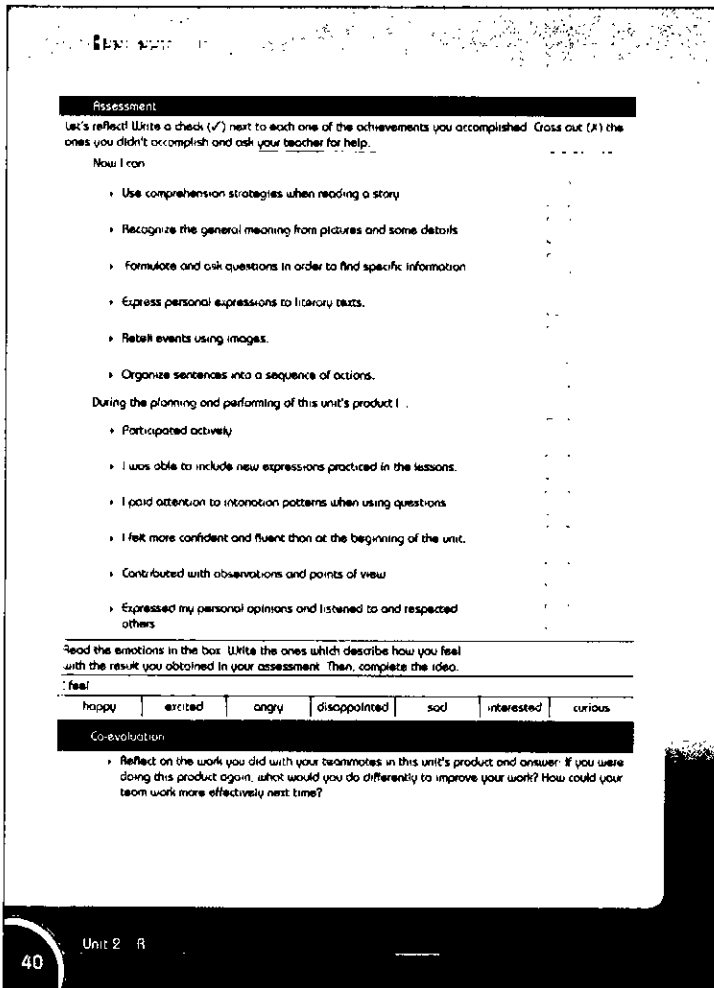 Assessment
Let's reflect! Write a check (✓) next to each one of the achievements you accomplished. Cross out (✗) the
ones you didn't accomplish and ask your teacher for help.
Now I can
• Use comprehension strategies when reading a story
• Recognize the general meaning from pictures and some details
• Formulate and ask questions in order to find specific information
• Express personal expressions to literary texts.
• Retell events using images.
• Organize sentences into a sequence of actions.
During the planning and performing of this unit's product I .
• Participated actively
• I was able to include new expressions practiced in the lessons.
• I paid attention to intonation patterns when using questions
• I felt more confident and fluent than at the beginning of the unit.
• Contributed with observations and points of view
• Expressed my personal opinions and listened to and respected
others
Read the emotions in the box. Write the ones which describe how you feel
with the result you obtained in your assessment. Then, complete the idea.
I feel
happy excited angry disappointed sad interested curious
Co-evaluation
• Reflect on the work you did with your teammates in this unit's product and answer: If you were
doing this product again, what would you do differently to improve your work? How could your
team work more effectively next time?
Unit 2 R
40